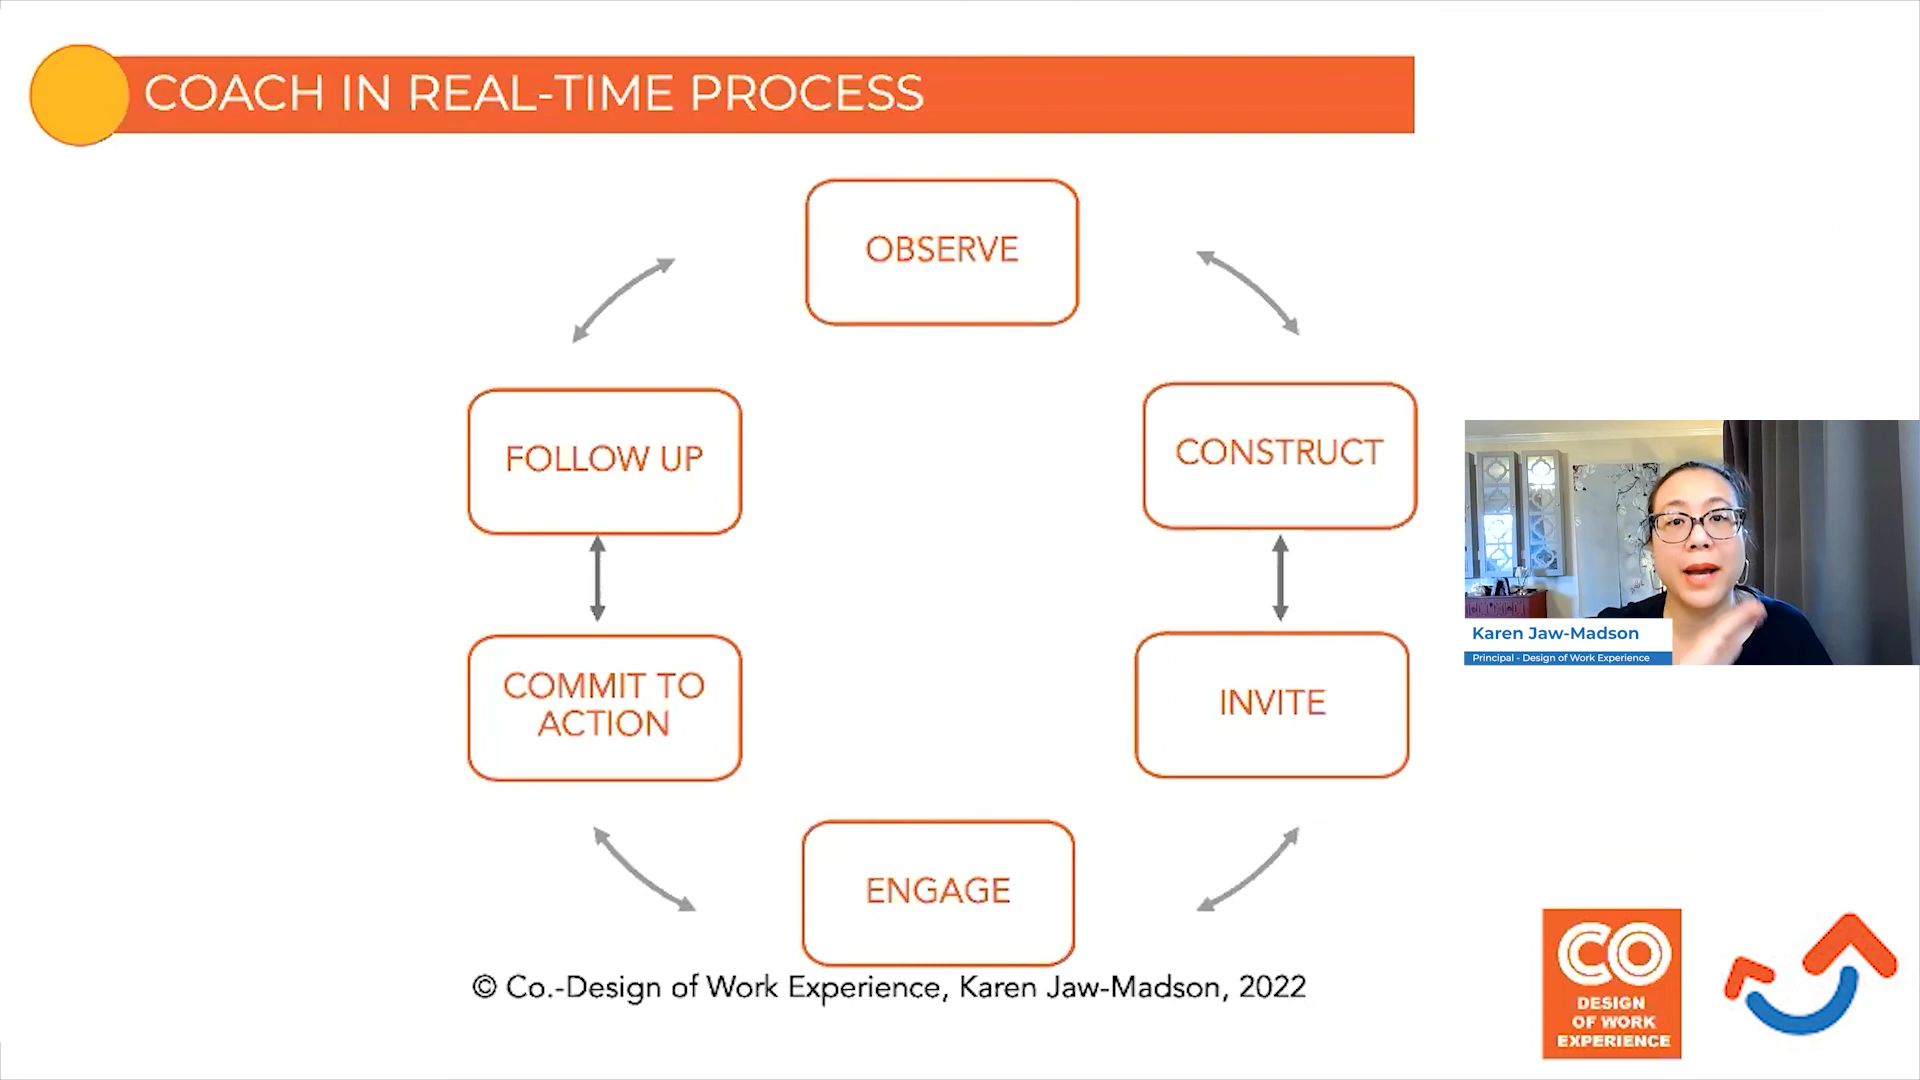 COACH IN REAL-TIME PROCESS
OBSERVE
FOLLOW UP
CONSTRUCT
COMMIT TO
ACTION
INVITE
ENGAGE
© Co.-Design of Work Experience, Karen Jaw-Madson, 2022
Karen Jaw-Madson
Principal - Design of Work Experience
CO
DESIGN
OF WORK
EXPERIENCE